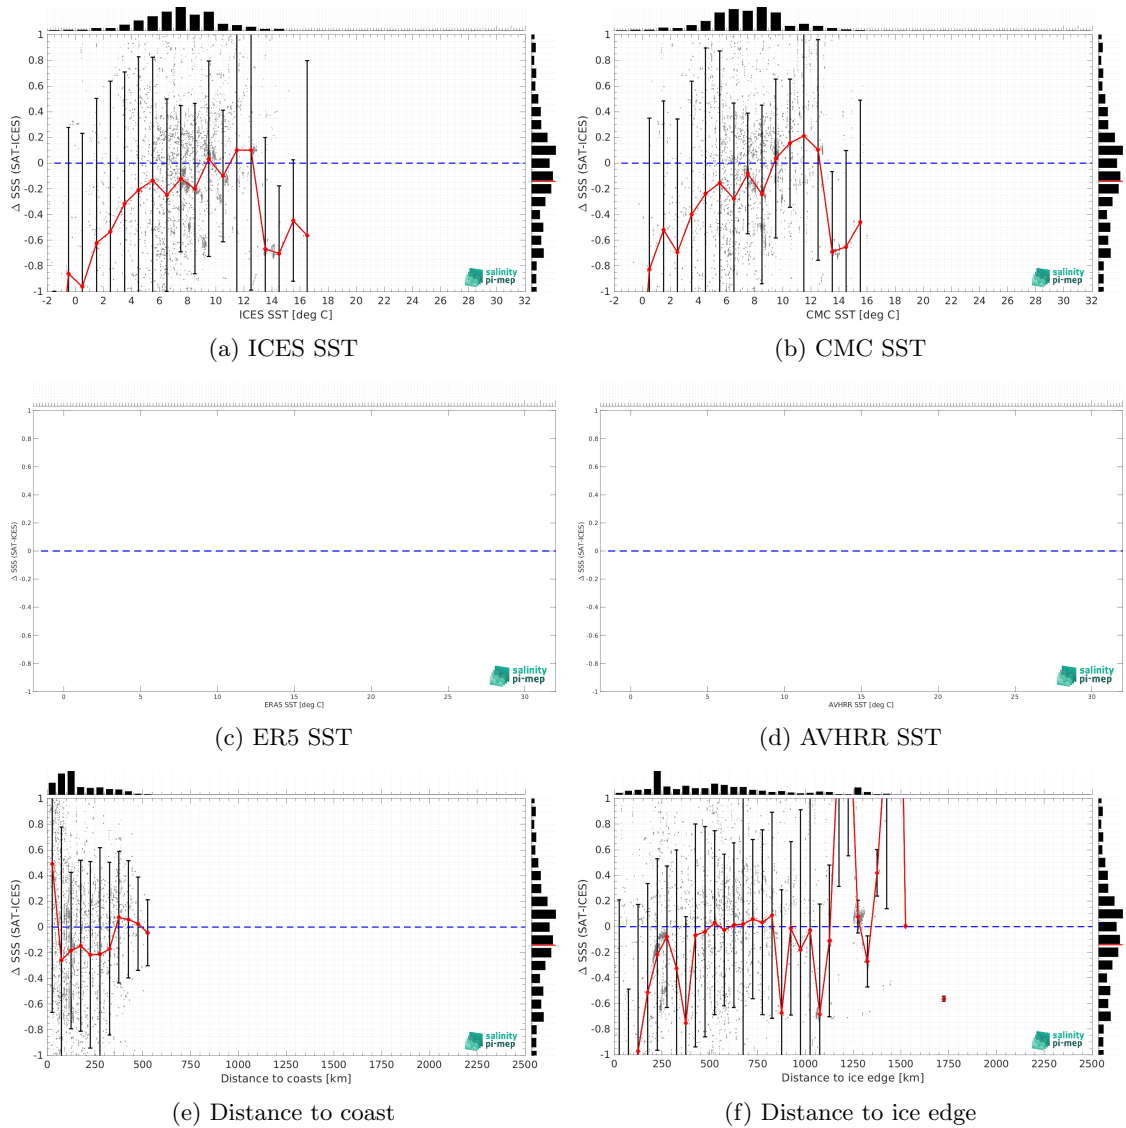 1
0.8
0.6
0.4
0.2
0
-0.2
-0.4
-0.6
-0.8
-1
Δ SSS (SAT-ICES)
-2 0 2 4 6 8 10 12 14 16 18 20 22 24 26 28 30 32
ICES SST [deg C]
salinity
pi-mep
(a) ICES SST
1
0.8
0.6
0.4
0.2
0
-0.2
-0.4
-0.6
-0.8
-1
Δ SSS (SAT-ICES)
-2 0 2 4 6 8 10 12 14 16 18 20 22 24 26 28 30 32
CMC SST [deg C]
salinity
pi-mep
(b) CMC SST
1
0.8
0.6
0.4
0.2
0
-0.2
-0.4
-0.6
-0.8
-1
Δ SSS (SAT-ICES)
0 5 10 15 20 25 30
ERA5 SST [deg C]
salinity
pi-mep
(c) ER5 SST
1
0.8
0.6
0.4
0.2
0
-0.2
-0.4
-0.6
-0.8
-1
Δ SSS (SAT-ICES)
0 5 10 15 20 25 30
AVHRR SST [deg C]
salinity
pi-mep
(d) AVHRR SST
1
0.8
0.6
0.4
0.2
0
-0.2
-0.4
-0.6
-0.8
-1
Δ SSS (SAT-ICES)
0 250 500 750 1000 1250 1500 1750 2000 2250 2500
Distance to coasts [km]
salinity
pi-mep
(e) Distance to coast
1
0.8
0.6
0.4
0.2
0
-0.2
-0.4
-0.6
-0.8
-1
Δ SSS (SAT-ICES)
0 250 500 750 1000 1250 1500 1750 2000 2250 2500
Distance to ice edge [km]
salinity
pi-mep
(f) Distance to ice edge